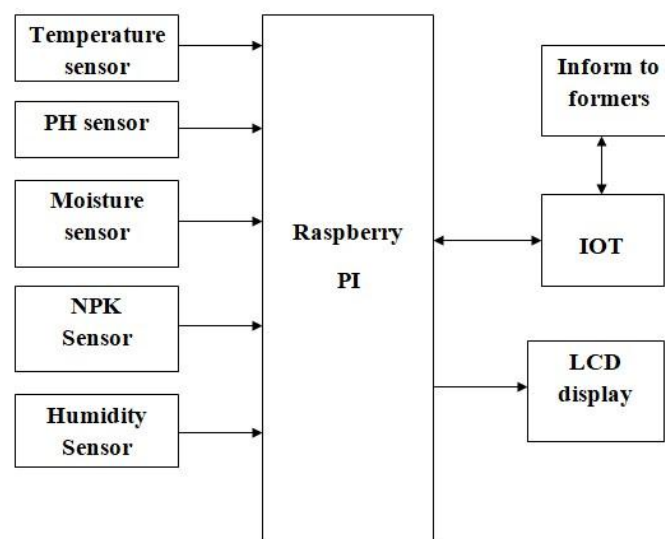 Temperature
sensor
PH sensor
Moisture
sensor
NPK
Sensor
Humidity
Sensor
Raspberry
PI
Inform to
formers
IOT
LCD
display